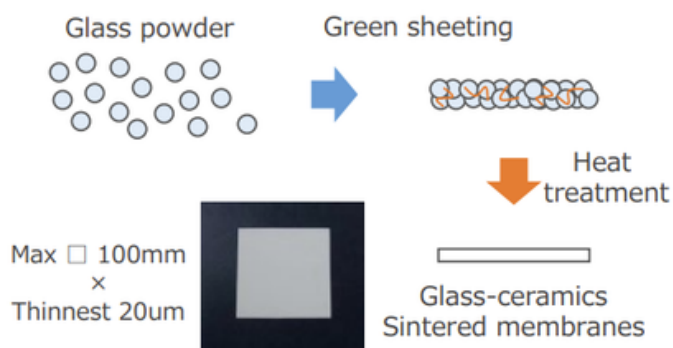 Glass powder
Green sheeting
Heat
treatment
Max □ 100mm
×
Thinnest 20um
Glass-ceramics
Sintered membranes